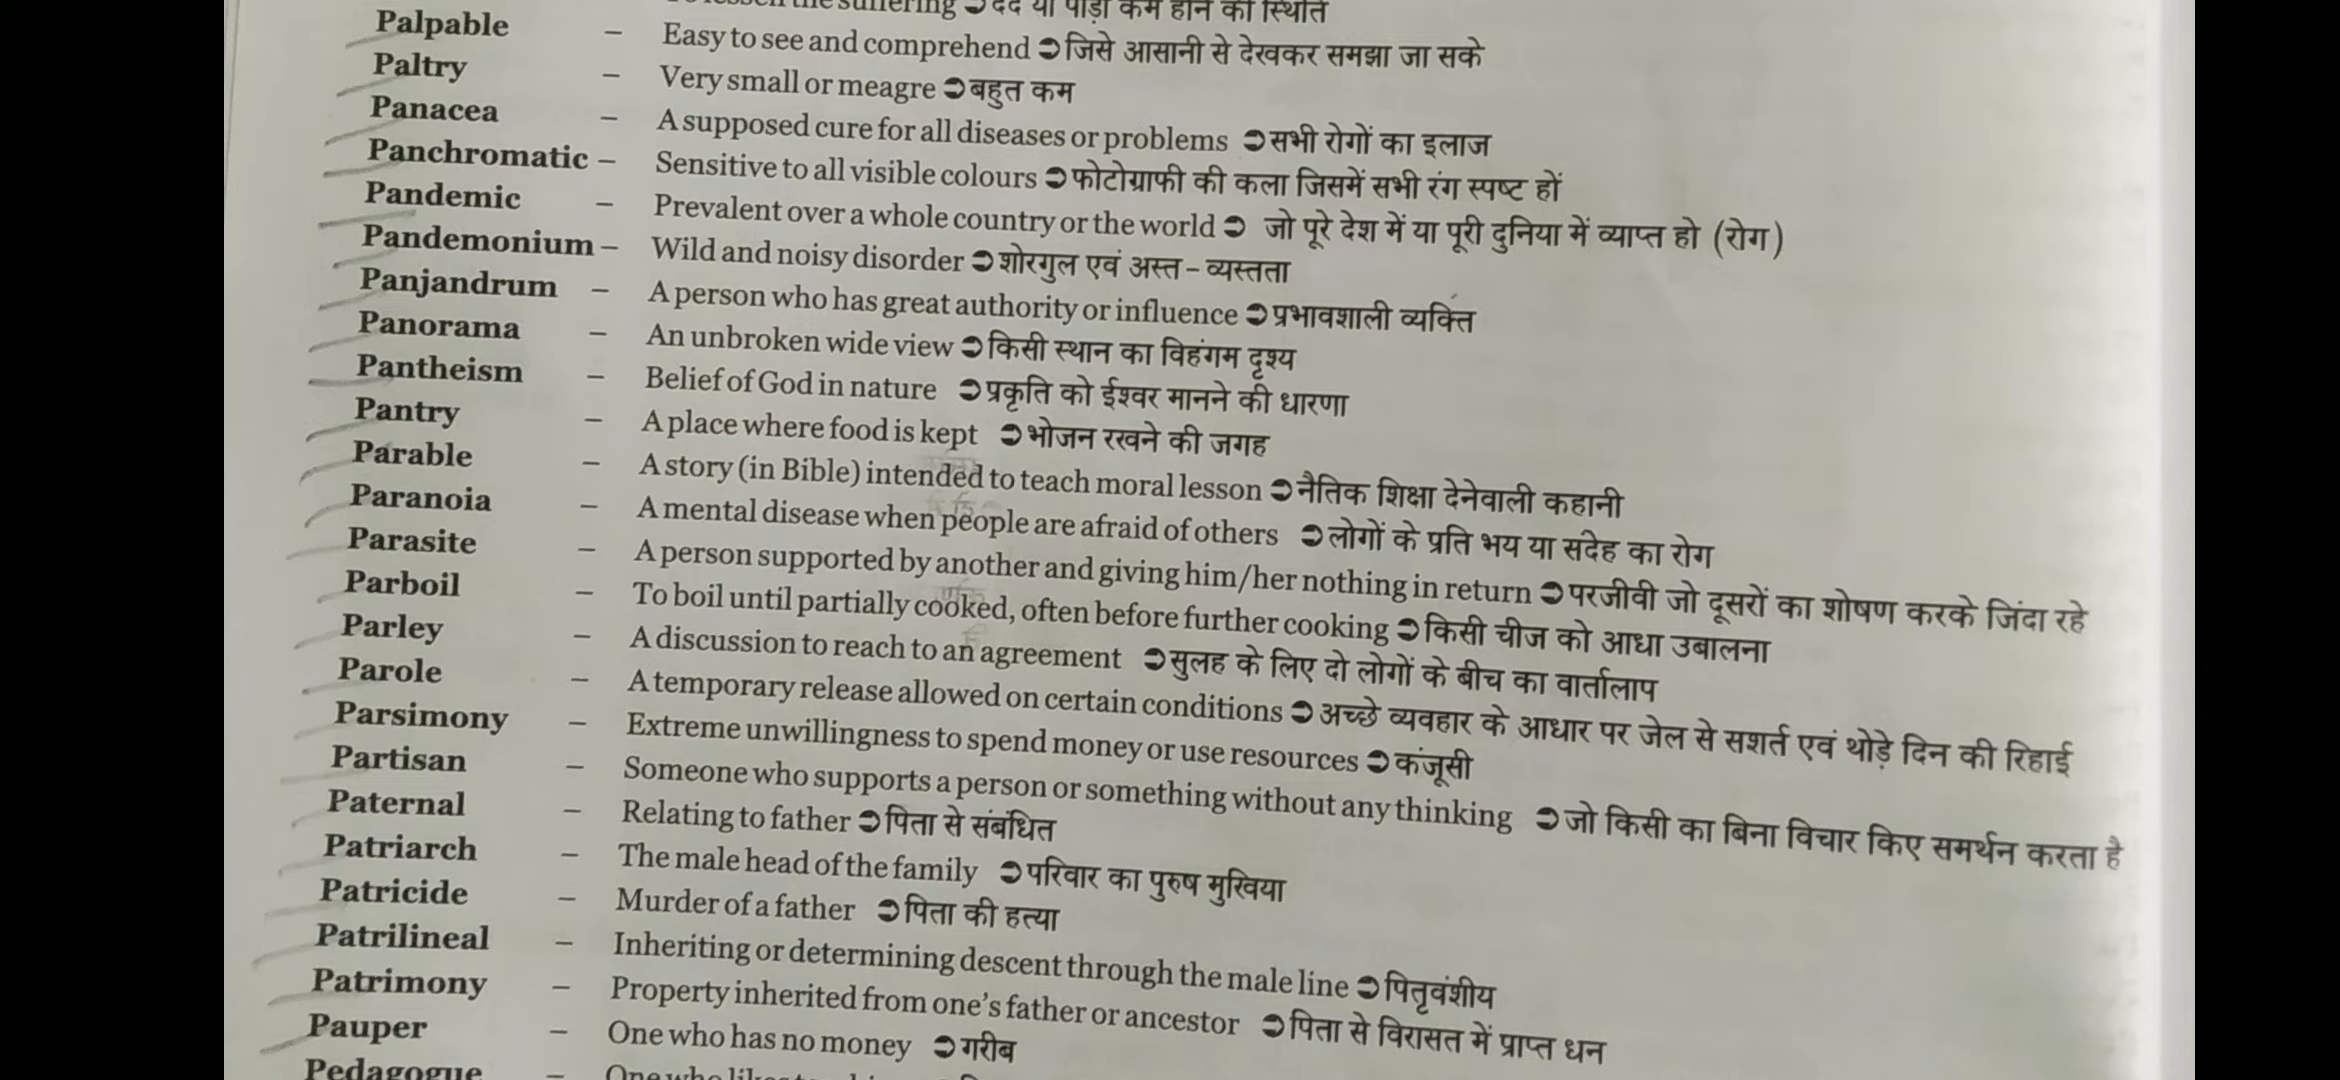 To lessen the suffering ➲ दर्द या पीड़ा कम होने की स्थिति
Palpable – Easy to see and comprehend ➲ जिसे आसानी से देखकर समझा जा सके
Paltry – Very small or meagre ➲ बहुत कम
Panacea – A supposed cure for all diseases or problems ➲ सभी रोगों का इलाज
Panchromatic – Sensitive to all visible colours ➲ फोटोग्राफी की कला जिसमें सभी रंग स्पष्ट हों
Pandemic – Prevalent over a whole country or the world ➲ जो पूरे देश में या पूरी दुनिया में व्याप्त हो (रोग)
Pandemonium – Wild and noisy disorder ➲ शोरगुल एवं अस्त-व्यस्तता
Panjandrum – A person who has great authority or influence ➲ प्रभावशाली व्यक्ति
Panorama – An unbroken wide view ➲ किसी स्थान का विहंगम दृश्य
Pantheism – Belief of God in nature ➲ प्रकृति को ईश्वर मानने की धारणा
Pantry – A place where food is kept ➲ भोजन रखने की जगह
Parable – A story (in Bible) intended to teach moral lesson ➲ नैतिक शिक्षा देनेवाली कहानी
Paranoia – A mental disease when people are afraid of others ➲ लोगों के प्रति भय या संदेह का रोग
Parasite – A person supported by another and giving him/her nothing in return ➲ परजीवी जो दूसरों का शोषण करके जिंदा रहे
Parboil – To boil until partially cooked, often before further cooking ➲ किसी चीज को आधा उबालना
Parley – A discussion to reach to an agreement ➲ सुलह के लिए दो लोगों के बीच का वार्तालाप
Parole – A temporary release allowed on certain conditions ➲ अच्छे व्यवहार के आधार पर जेल से सशर्त एवं थोड़े दिन की रिहाई
Parsimony – Extreme unwillingness to spend money or use resources ➲ कंजूसी
Partisan – Someone who supports a person or something without any thinking ➲ जो किसी का बिना विचार किए समर्थन करता है
Paternal – Relating to father ➲ पिता से संबंधित
Patriarch – The male head of the family ➲ परिवार का पुरुष मुखिया
Patricide – Murder of a father ➲ पिता की हत्या
Patrilineal – Inheriting or determining descent through the male line ➲ पितृवंशीय
Patrimony – Property inherited from one's father or ancestor ➲ पिता से विरासत में प्राप्त धन
Pauper – One who has no money ➲ गरीब
Pedagogue – One who likes